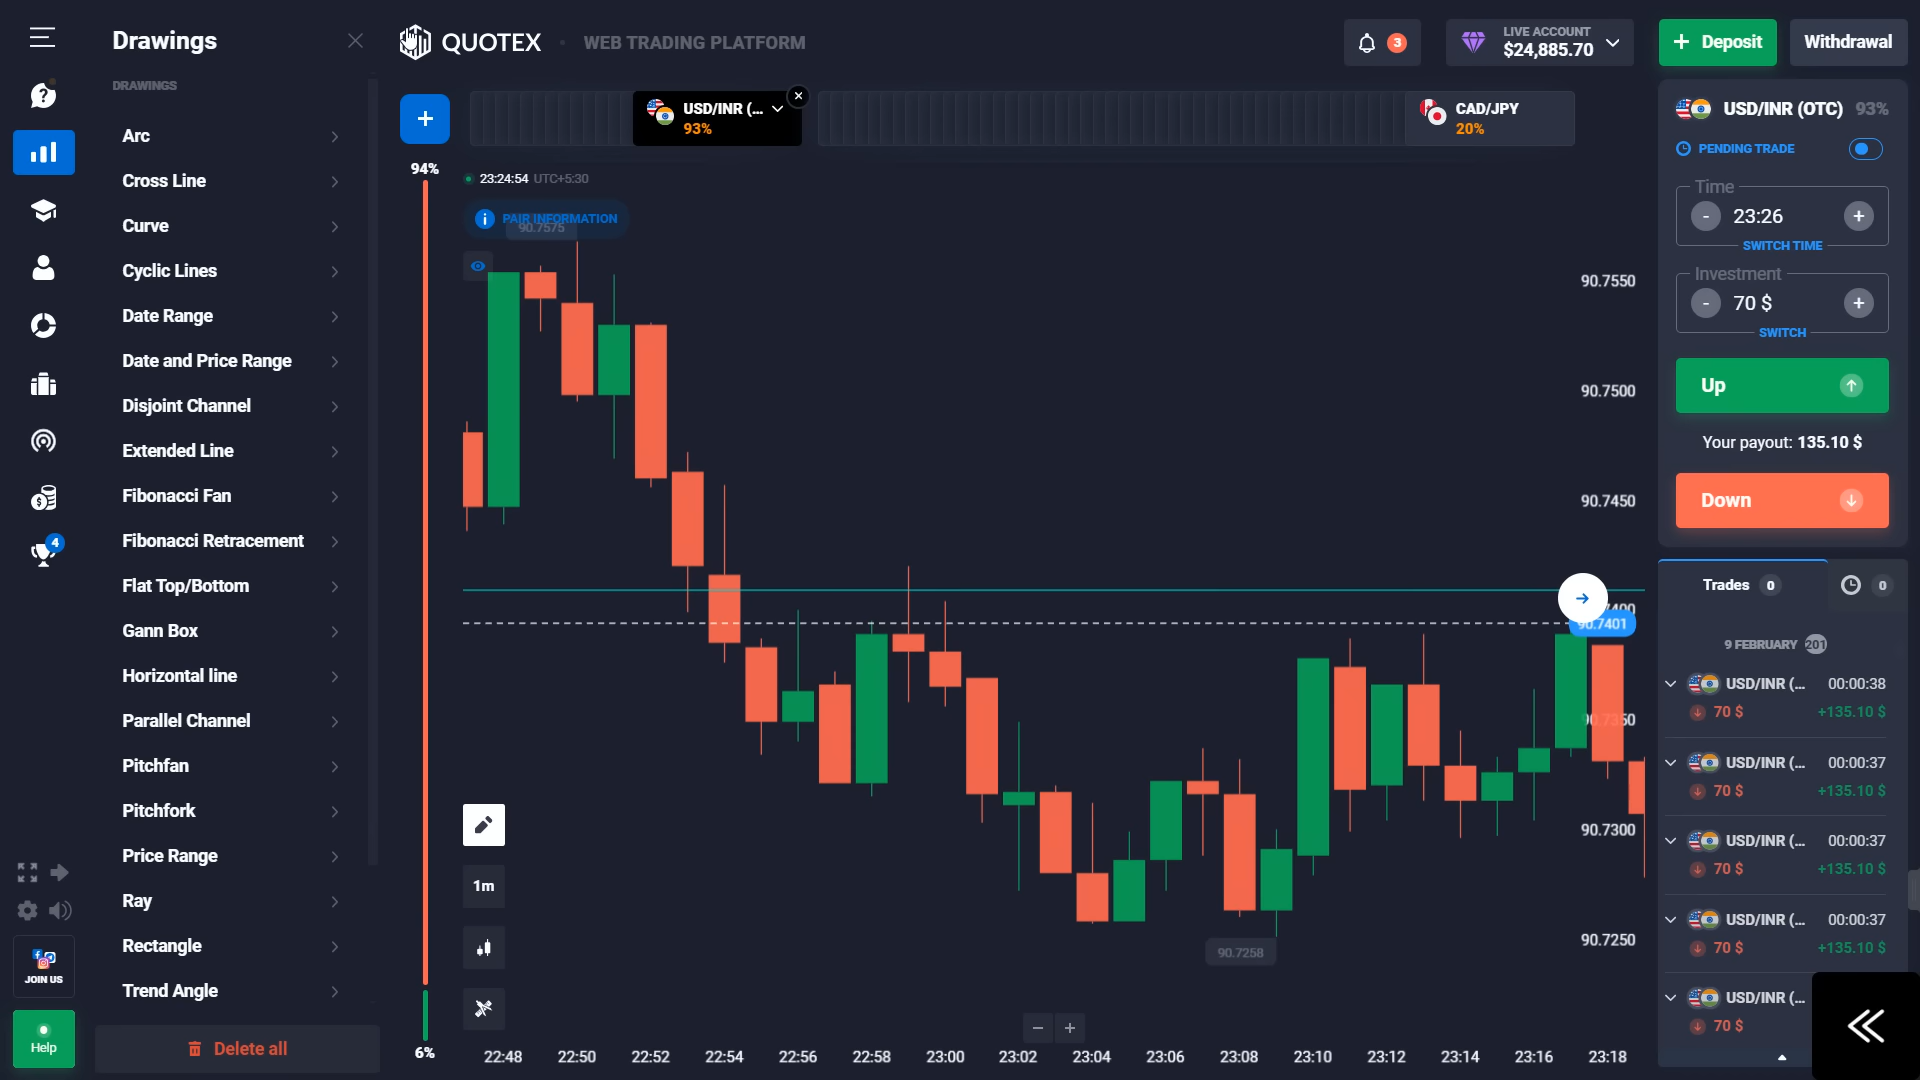 Drawings
DRAWINGS
Arc
Cross Line
Curve
Cyclic Lines
Date Range
Date and Price Range
Disjoint Channel
Extended Line
Fibonacci Fan
Fibonacci Retracement
Flat Top/Bottom
Gann Box
Horizontal line
Parallel Channel
Pitchfan
Pitchfork
Price Range
Ray
Rectangle
Trend Angle
Delete all
4
JOIN US
Help
QUOTEX
WEB TRADING PLATFORM
3
LIVE ACCOUNT
$24,885.70
+ Deposit
Withdrawal
+
USD/INR (...
93%
CAD/JPY
20%
94%
6%
23:24:54 UTC+5:30
PAIR INFORMATION
90.7575
90.7550
90.7500
90.7450
90.7401
90.7300
90.7250
90.7258
1m
- +
22:48 22:50 22:52 22:54 22:56 22:58 23:00 23:02 23:04 23:06 23:08 23:10 23:12 23:14 23:16 23:18
USD/INR (OTC) 93%
PENDING TRADE
Time
- 23:26 +
SWITCH TIME
Investment
- 70 $ +
SWITCH
Up
Your payout: 135.10 $
Down
Trades 0
0
9 FEBRUARY 201
USD/INR (... 00:00:38
70 $ +135.10 $
USD/INR (... 00:00:37
70 $ +135.10 $
USD/INR (... 00:00:37
70 $ +135.10 $
USD/INR (... 00:00:37
70 $ +135.10 $
USD/INR (...
70 $